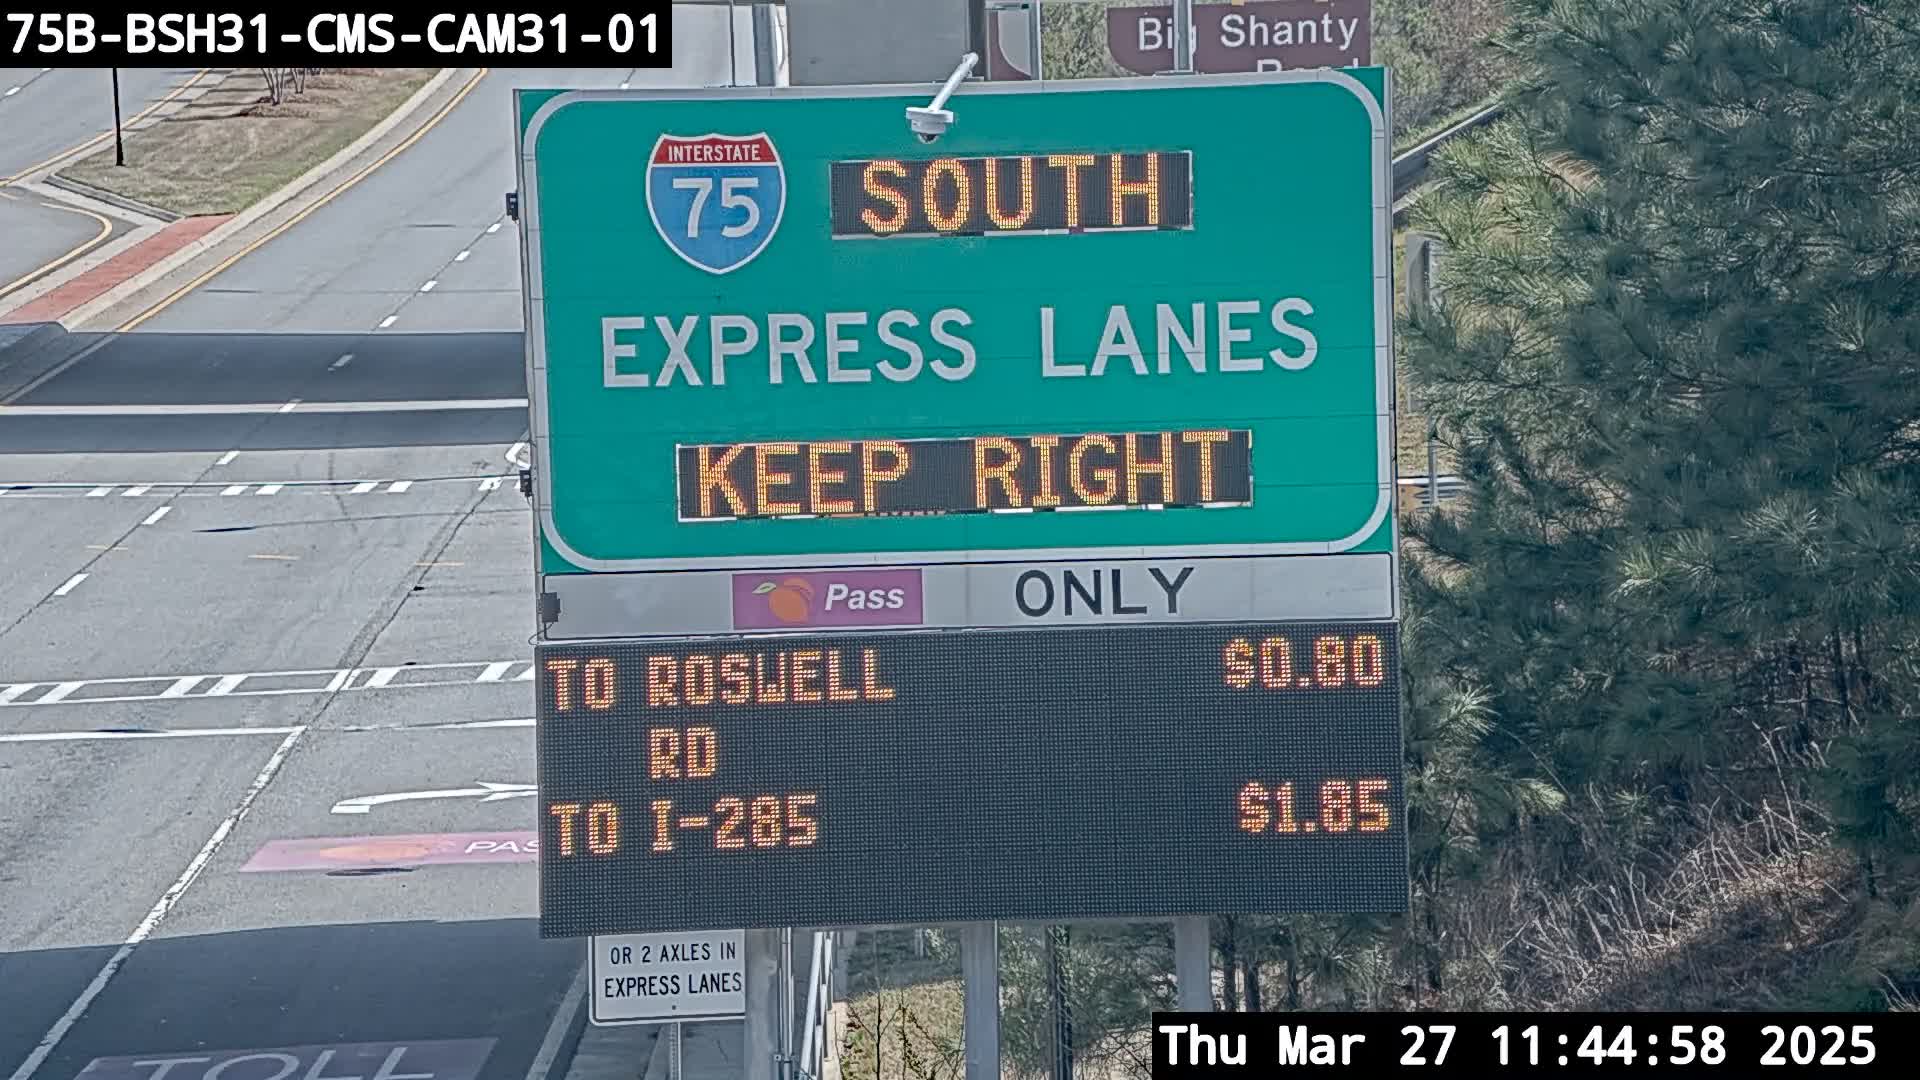 75B-BSH31-CMS-CAM31-01
Big Shanty
Road
INTERSTATE
75
SOUTH
EXPRESS LANES
KEEP RIGHT
Pass
ONLY
TO ROSWELL $0.80
RD
TO I-285 $1.85
OR 2 AXLES IN
EXPRESS LANES
TOLL
Thu Mar 27 11:44:58 2025